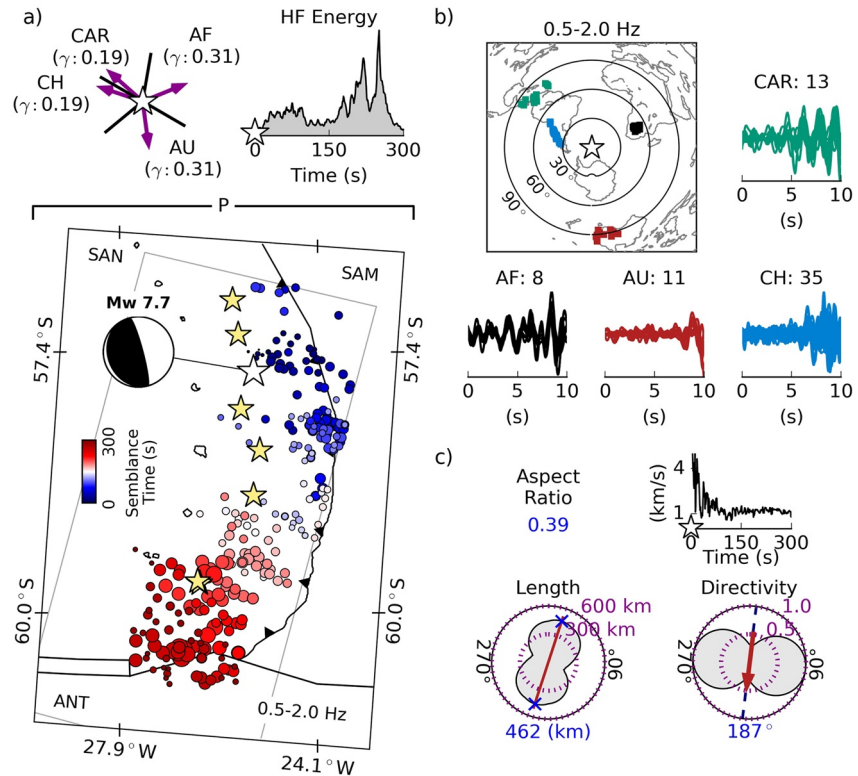 a)
HF Energy
CAR
(γ: 0.19)
AF
(γ: 0.31)
CH
(γ: 0.19)
AU
(γ: 0.31)
0
150
300
Time (s)
P
SAN
SAM
Mw 7.7
57.4°S
57.4°S
300
0
Semblance
Time (s)
60.0°S
60.0°S
ANT
0.5-2.0 Hz
27.9°W
24.1°W
b)
0.5-2.0 Hz
30°
60°
90°
CAR: 13
0
5
10
(s)
AF: 8
0
5
10
(s)
AU: 11
0
5
10
(s)
CH: 35
0
5
10
(s)
c)
Aspect
Ratio
0.39
(km/s)
4
1
0
150
300
Time (s)
Length
600 km
300 km
270°
90°
462 (km)
Directivity
1.0
0.5
270°
90°
187°